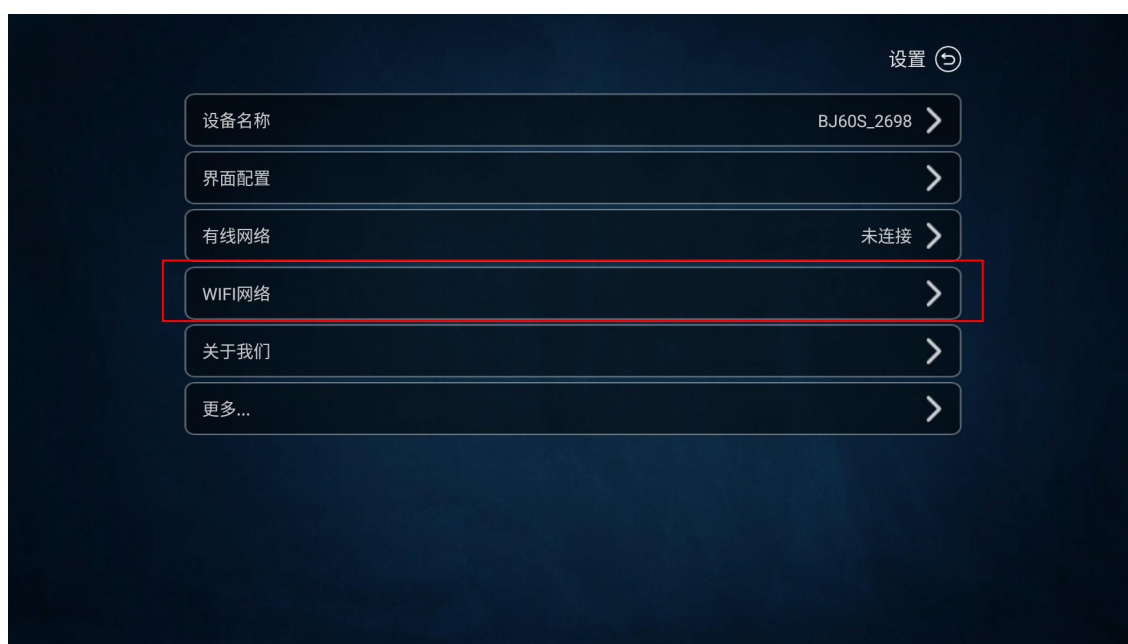 设置
设备名称 BJ60S_2698
界面配置
有线网络 未连接
WIFI网络
关于我们
更多...